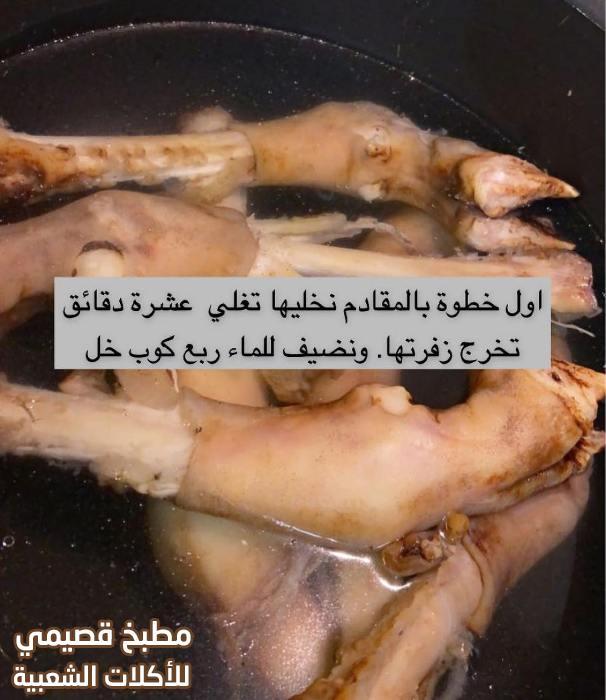 اول خطوة بالمقادم نخليها تغلي عشرة دقائق
تخرج زفرتها. ونضيف للماء ربع كوب خل
مطبخ قصيمي
للأكلات الشعبية